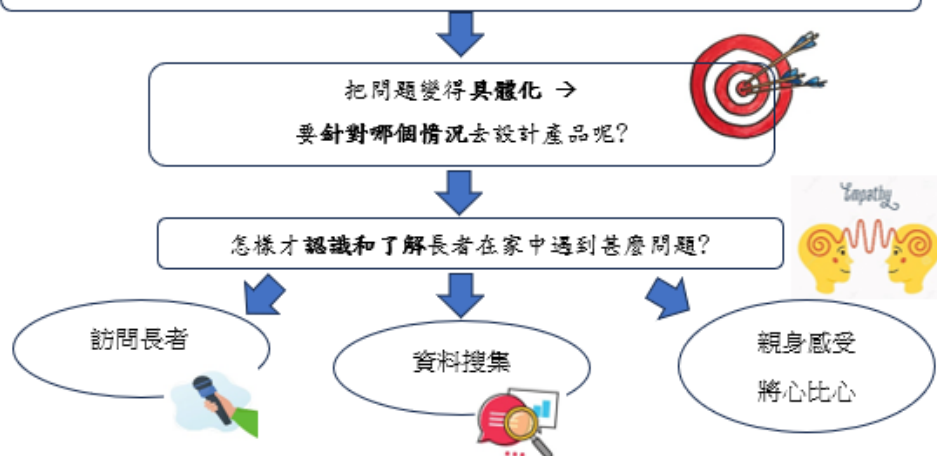 把問題變得具體化 →
要針對哪個情況去設計產品呢?
Empathy
怎樣才認識和了解長者在家中遇到甚麼問題?
訪問長者
資料搜集
親身感受
將心比心